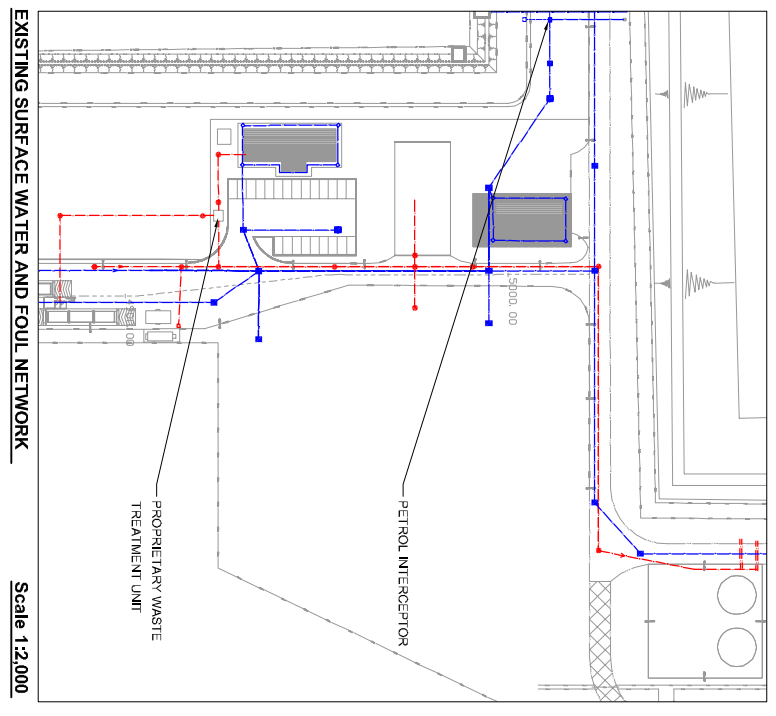 EXISTING SURFACE WATER AND FOUL NETWORK
Scale 1:2,000
PROPRIETARY WASTE
TREATMENT UNIT
PETROL INTERCEPTOR
5000.00